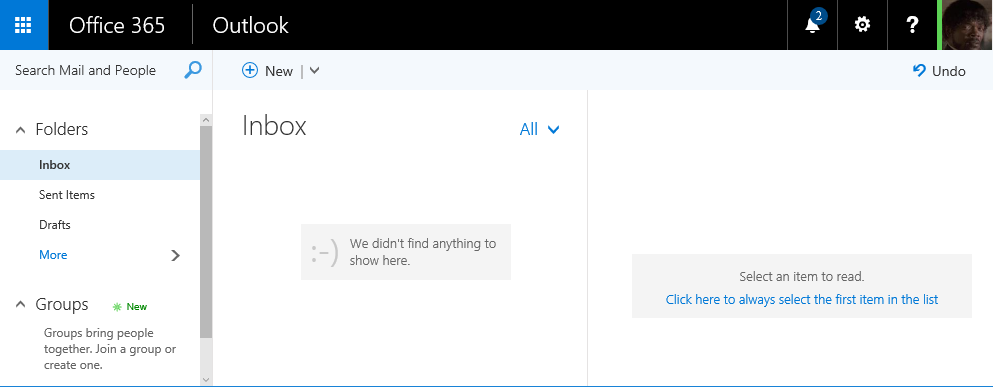 Office 365
Outlook
2
?
Search Mail and People
New
Undo
Folders
Inbox
Sent Items
Drafts
More
Groups
New
Groups bring people
together. Join a group or
create one.
Inbox
All
:-)
We didn't find anything to
show here.
Select an item to read.
Click here to always select the first item in the list